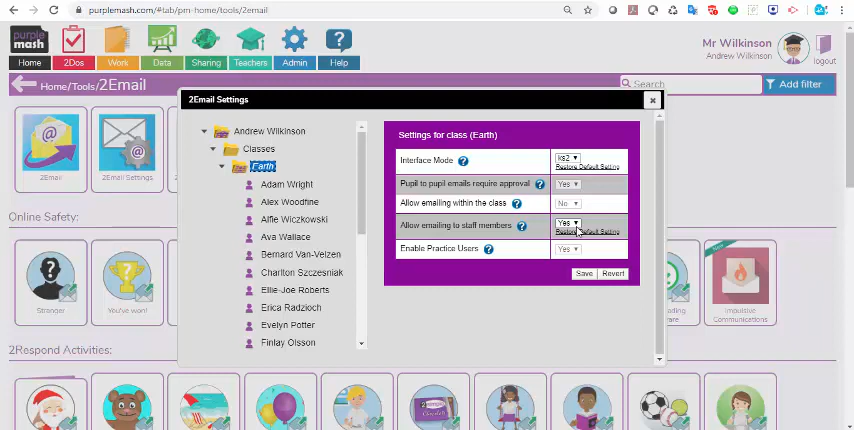 purplemash.com/#tab/pm-home/tools/2email
purple
mash
Home
2Dos
Work
Data
Sharing
Teachers
Admin
Help
Mr Wilkinson
Andrew Wilkinson
logout
Home/Tools/2Email
Search
Add filter
2Email Settings
Andrew Wilkinson
Classes
Earth
Adam Wright
Alex Woodfine
Alfie Wiczkowski
Ava Wallace
Bernard Van-Velzen
Charlton Szczesniak
Ellie-Joe Roberts
Erica Radzioch
Evelyn Potter
Finlay Olsson
Settings for class (Earth)
Interface Mode ? ks2
Restore Default Setting
Pupil to pupil emails require approval ? Yes
Allow emailing within the class ? No
Allow emailing to staff members ? Yes
Restore Default Setting
Enable Practice Users ? Yes
Save Revert
2Email
2Email Settings
Online Safety:
Stranger
You've won!
Impulsive
Communications
2Respond Activities: